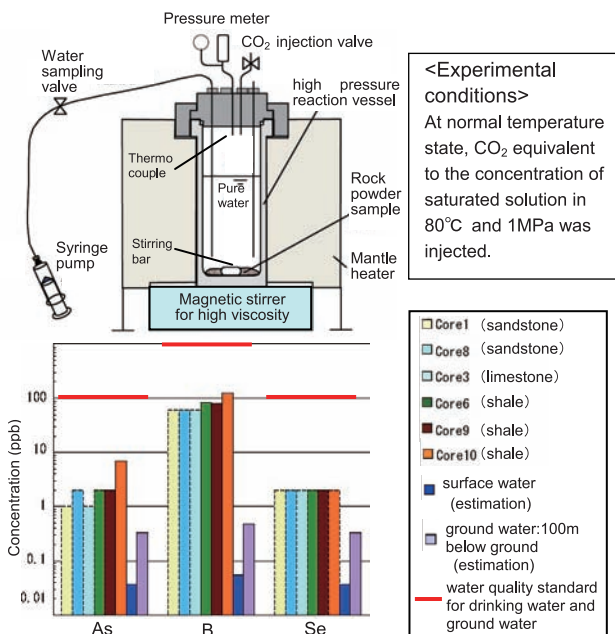 Pressure meter
CO₂ injection valve
Water
sampling
valve
high
pressure
reaction
vessel
Thermo
couple
Pure
water
Rock
powder
sample
Stirring
bar
Mantle
heater
Syringe
pump
Magnetic stirrer
for high viscosity
<Experimental
conditions>
At normal temperature
state, CO₂ equivalent
to the concentration of
saturated solution in
80℃ and 1MPa was
injected.
Concentration (ppb)
100
10
1
0.1
0.01
As
B
Se
Core1 (sandstone)
Core8 (sandstone)
Core3 (limestone)
Core6 (shale)
Core9 (shale)
Core10 (shale)
surface water
(estimation)
ground water:100m
below ground
(estimation)
water quality standard
for drinking water and
ground water